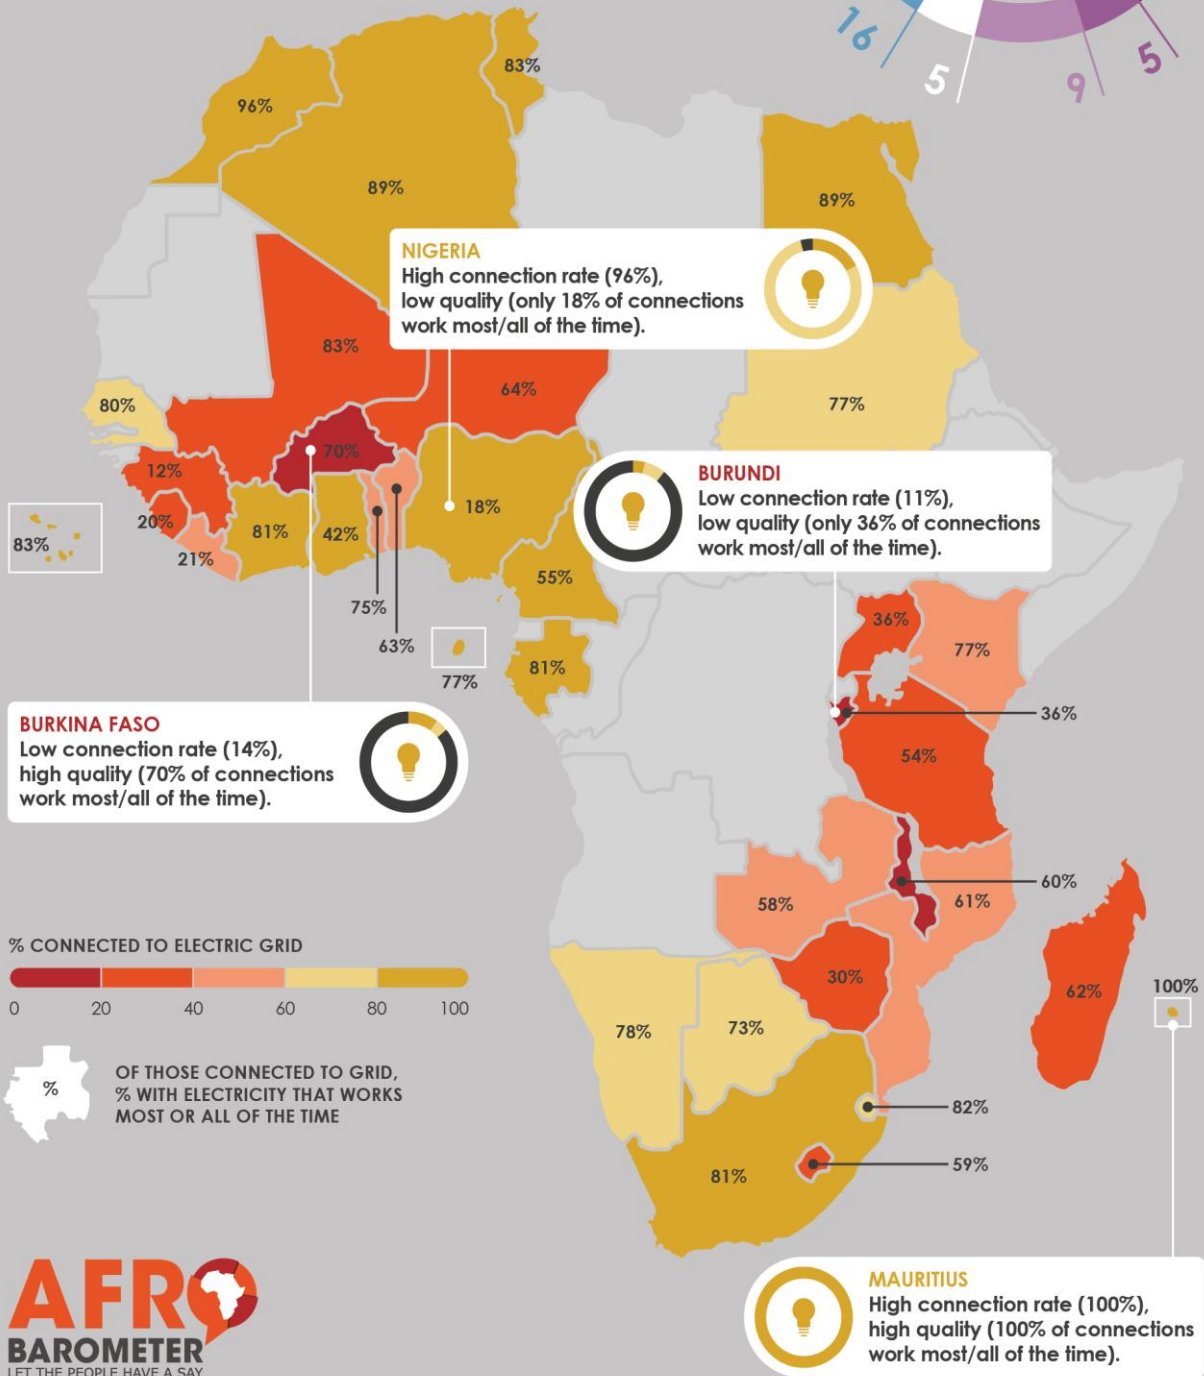 16
5
9
5
83%
96%
89%
89%
NIGERIA
High connection rate (96%),
low quality (only 18% of connections
work most/all of the time).
83%
64%
80%
77%
70%
12%
BURUNDI
Low connection rate (11%),
low quality (only 36% of connections
work most/all of the time).
18%
20%
81%
42%
83%
21%
55%
75%
36%
63%
77%
81%
77%
36%
BURKINA FASO
Low connection rate (14%),
high quality (70% of connections
work most/all of the time).
54%
60%
58%
61%
% CONNECTED TO ELECTRIC GRID
0 20 40 60 80 100
30%
62%
100%
78%
73%
%
OF THOSE CONNECTED TO GRID,
% WITH ELECTRICITY THAT WORKS
MOST OR ALL OF THE TIME
82%
59%
81%
AFRO
BAROMETER
LET THE PEOPLE HAVE A SAY
MAURITIUS
High connection rate (100%),
high quality (100% of connections
work most/all of the time).